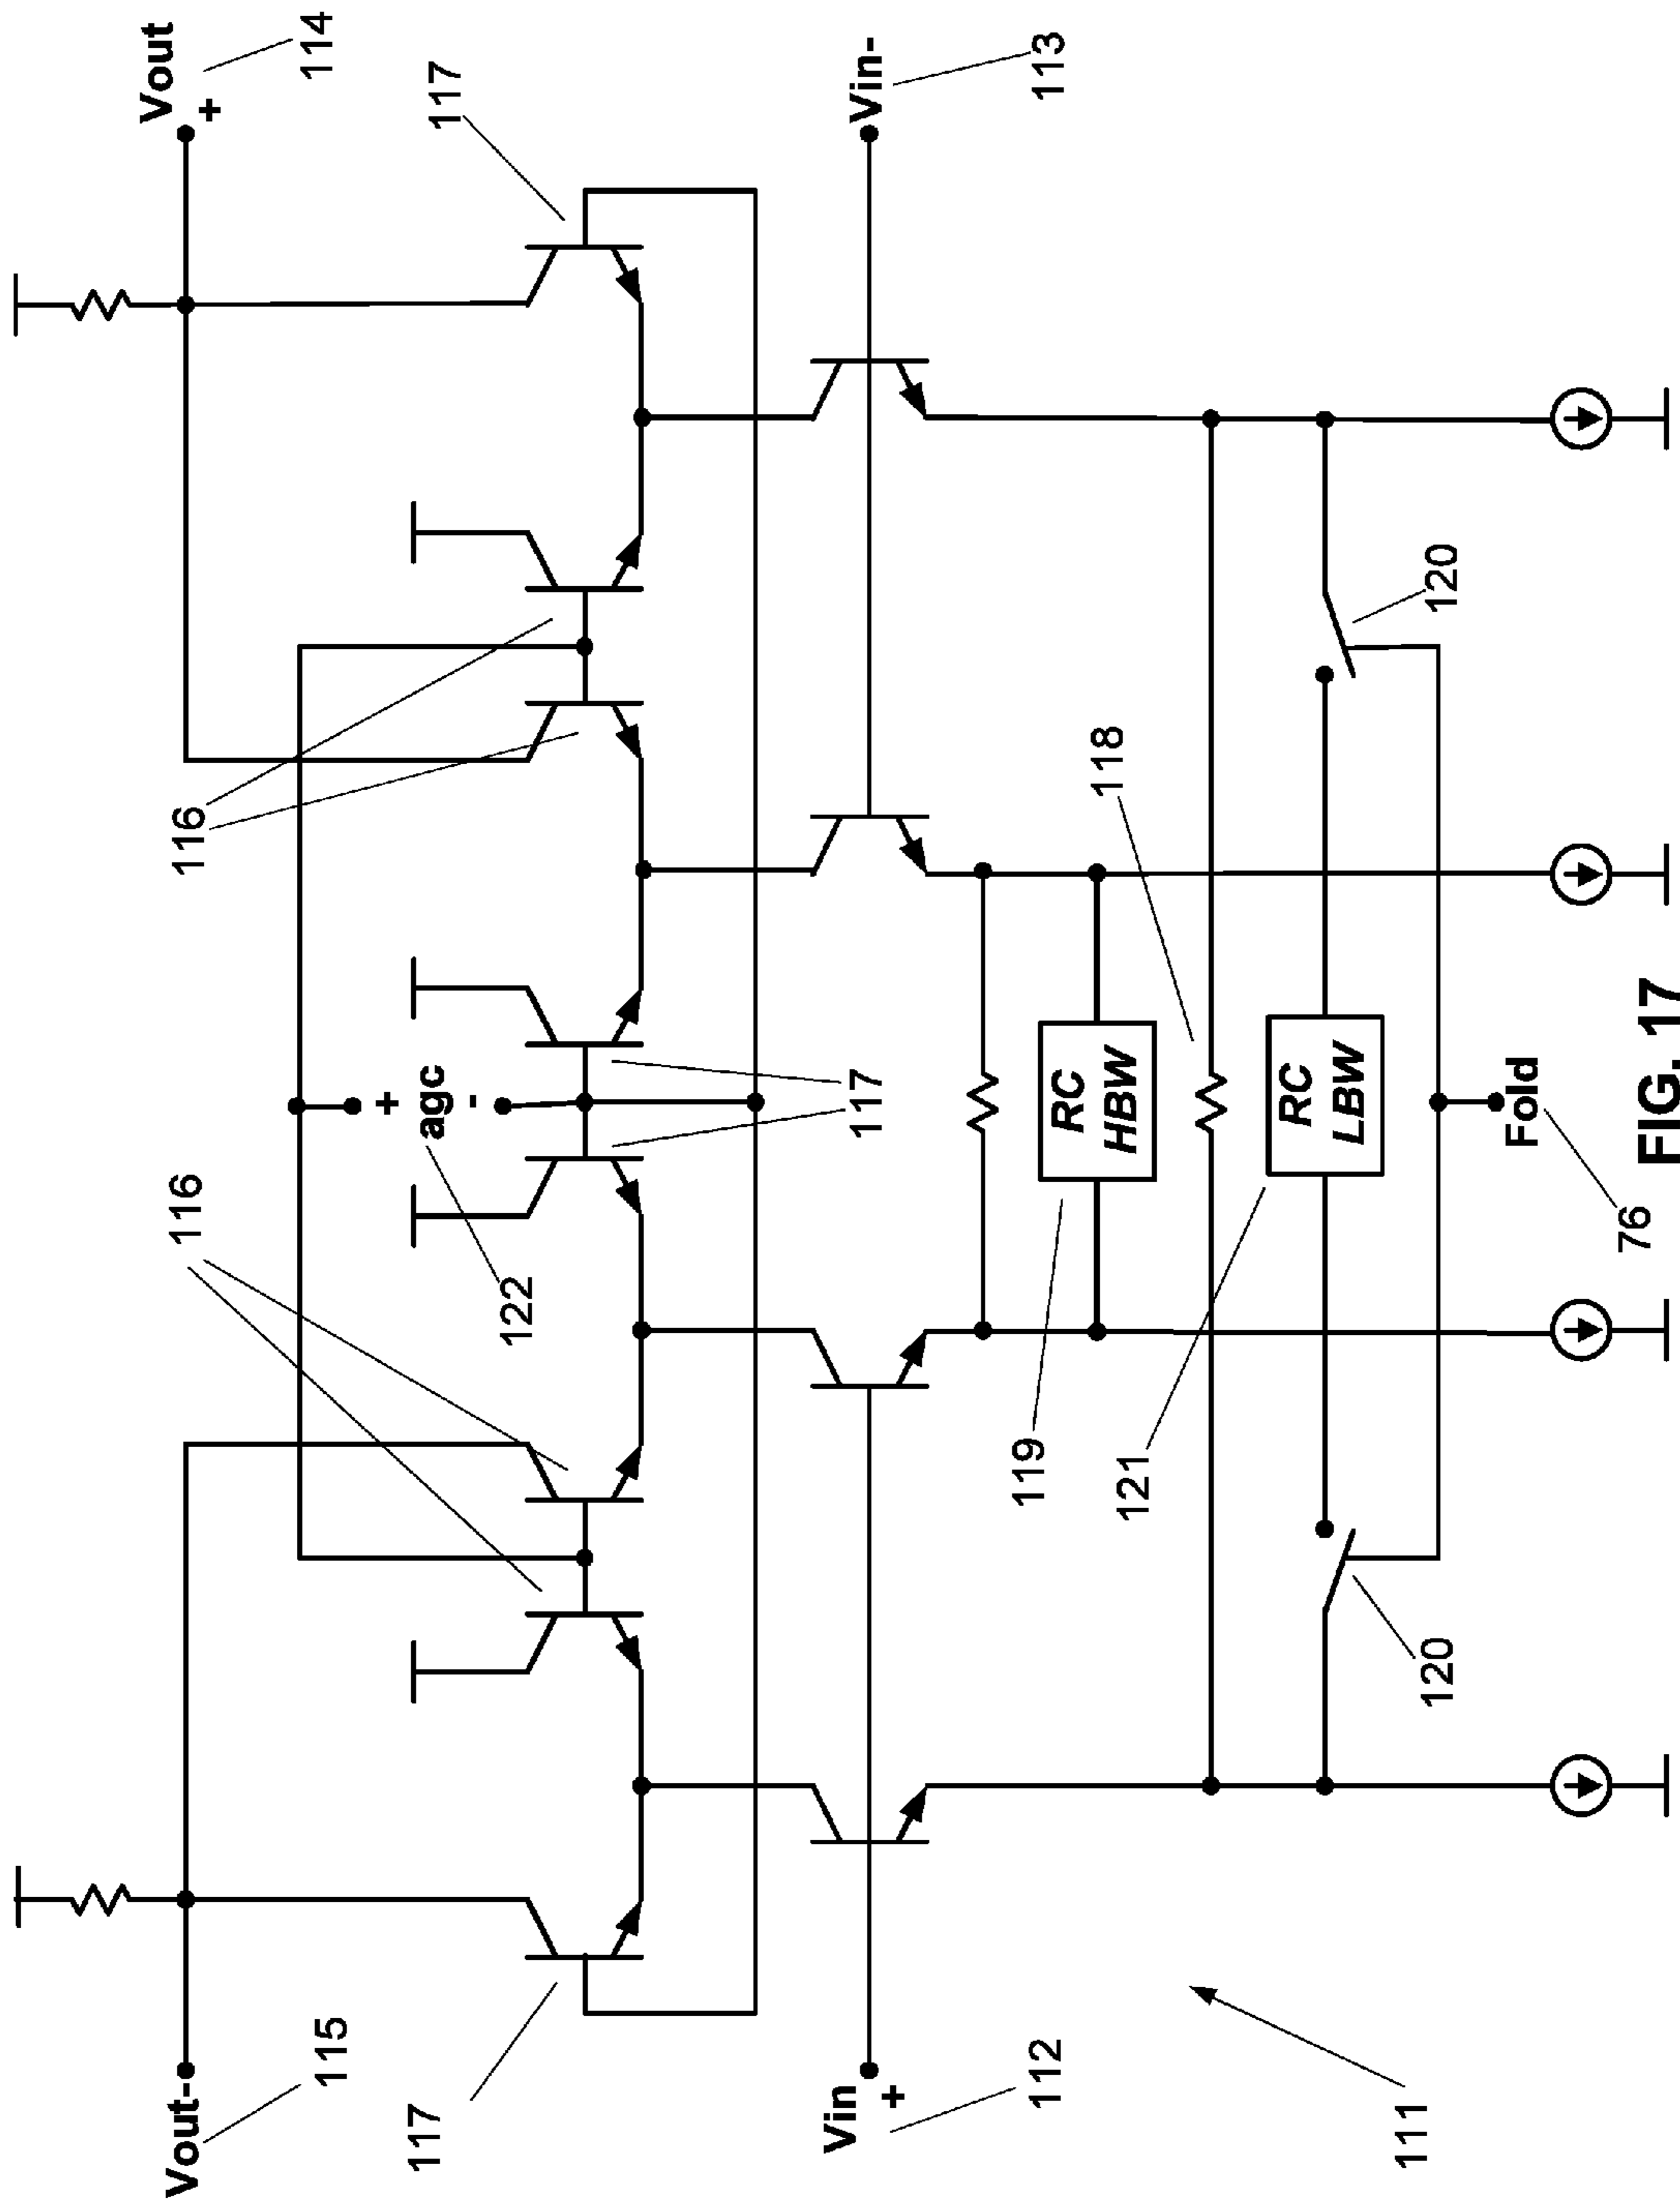 Vout-
116
116
Vout
+
115
114
117
+
agc
-
117
122
Vin
+
117
Vin-
112
119
RC
HBW
113
121
118
RC
LBW
111
120
120
Fold
76
FIG. 17